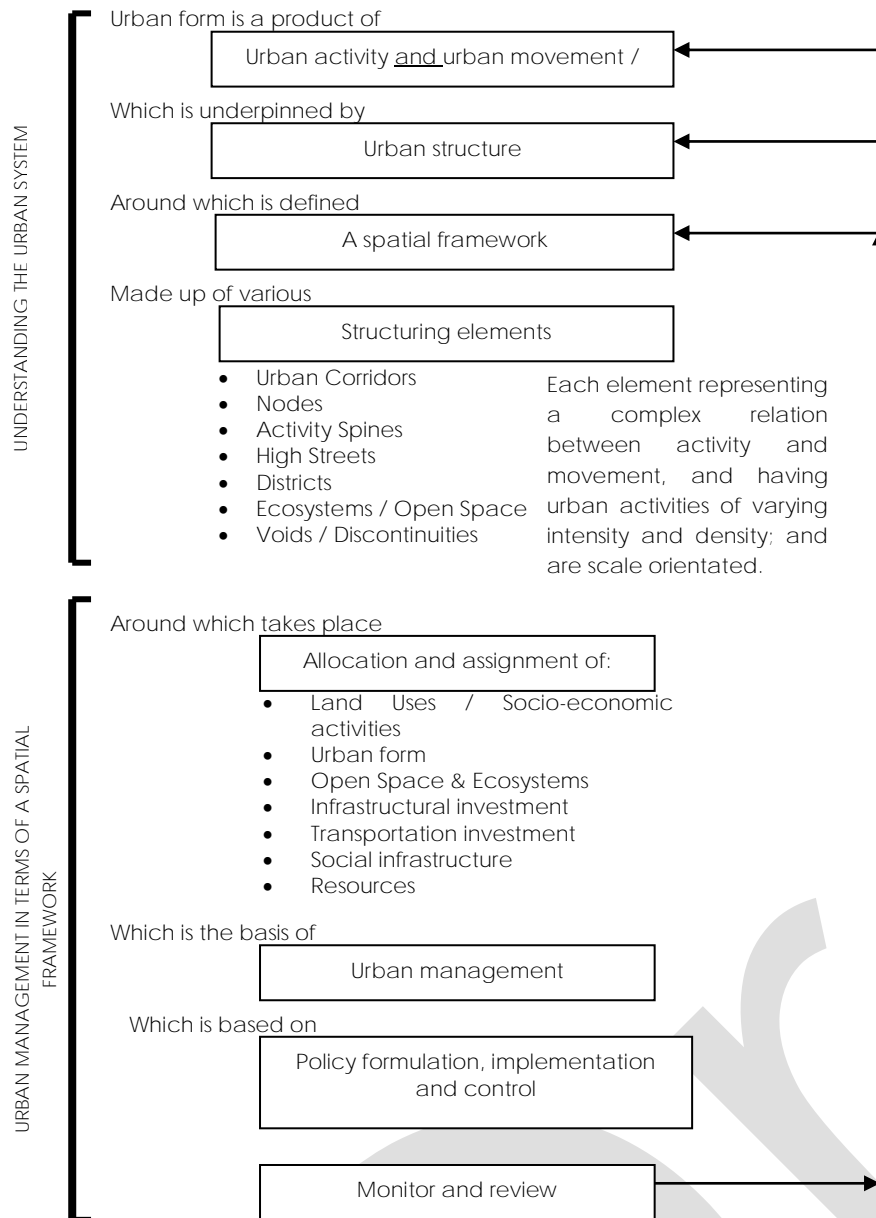 Urban form is a product of
Urban activity and urban movement /
Which is underpinned by
Urban structure
Around which is defined
A spatial framework
Made up of various
Structuring elements
• Urban Corridors
• Nodes
• Activity Spines
• High Streets
• Districts
• Ecosystems / Open Space
• Voids / Discontinuities
Each element representing
a complex relation
between activity and
movement, and having
urban activities of varying
intensity and density; and
are scale orientated.
UNDERSTANDING THE URBAN SYSTEM
Around which takes place
Allocation and assignment of:
• Land Uses / Socio-economic
activities
• Urban form
• Open Space & Ecosystems
• Infrastructural investment
• Transportation investment
• Social infrastructure
• Resources
Which is the basis of
Urban management
Which is based on
Policy formulation, implementation
and control
Monitor and review
URBAN MANAGEMENT IN TERMS OF A SPATIAL
FRAMEWORK